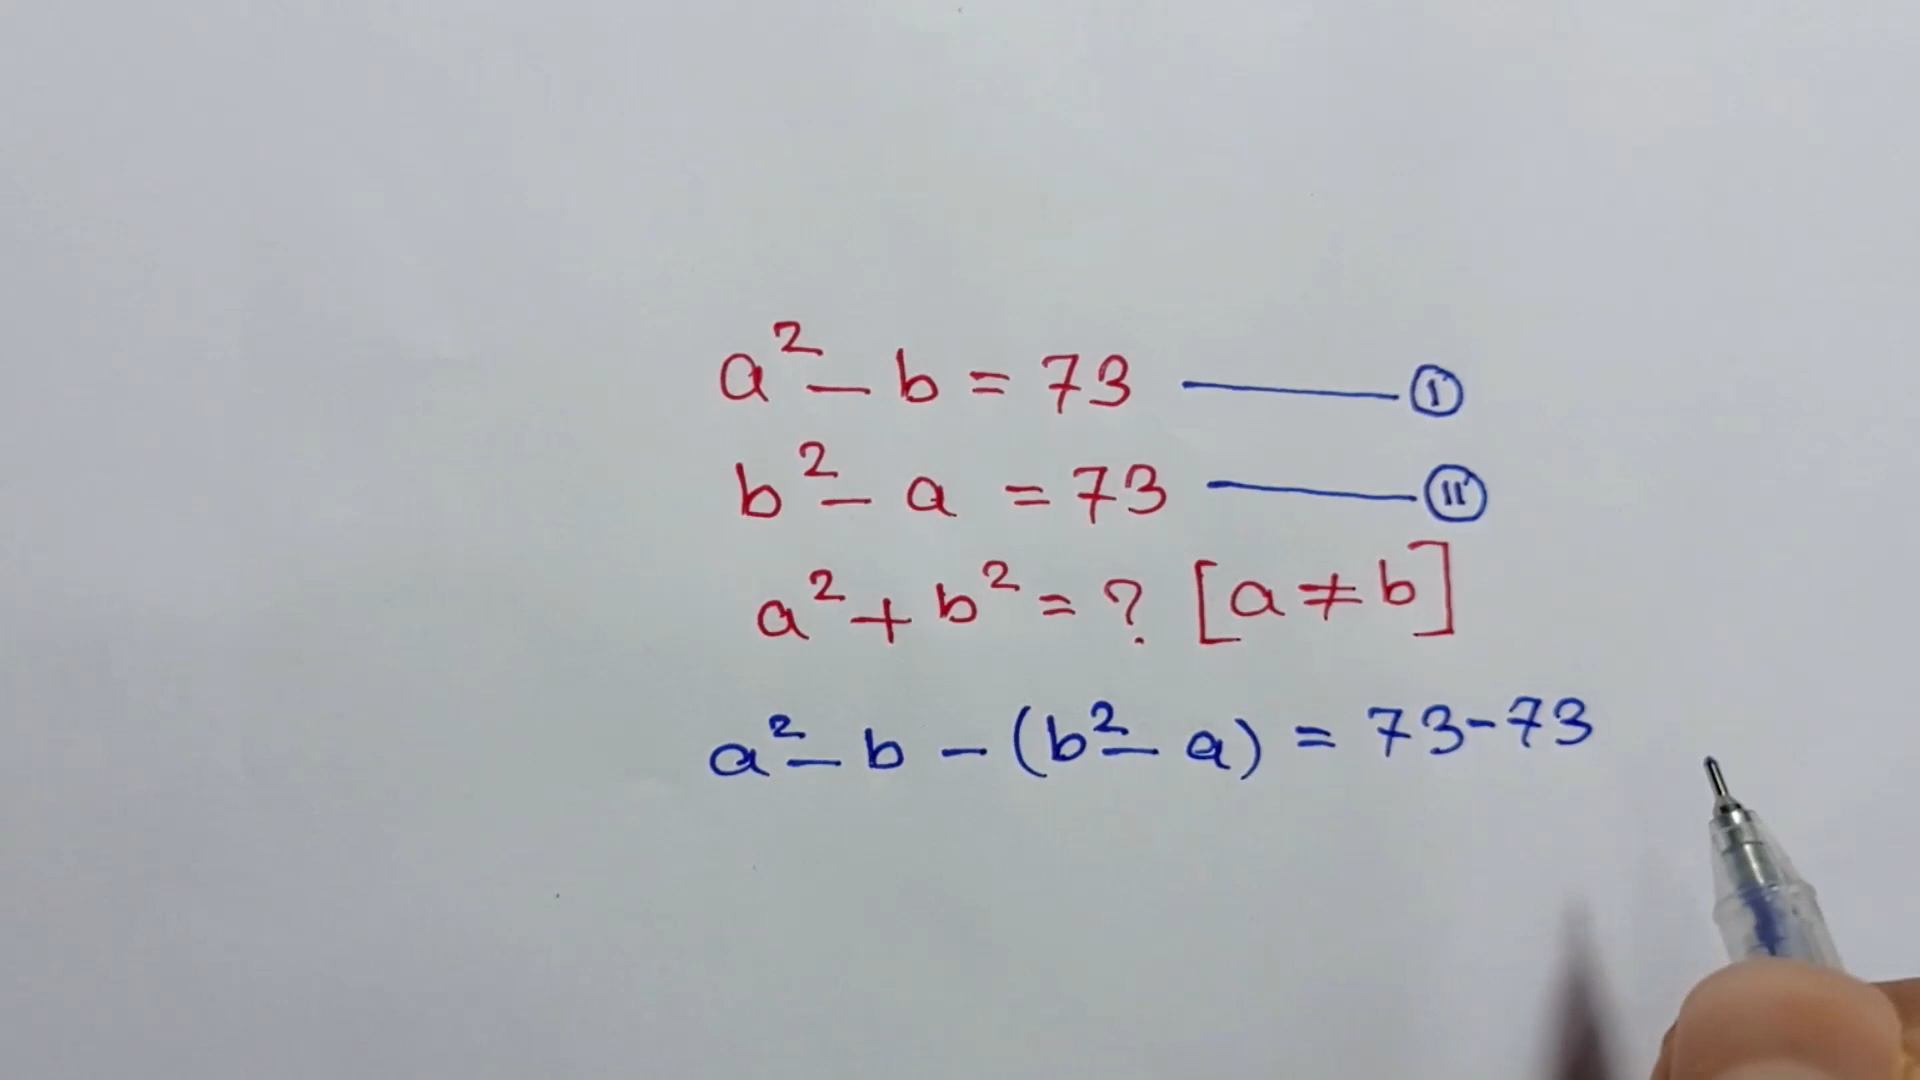 a² - b = 73 —— Ⓘ
b² - a = 73 —— Ⓘⓘ
a² + b² = ? [a ≠ b]
a² - b - (b² - a) = 73 - 73